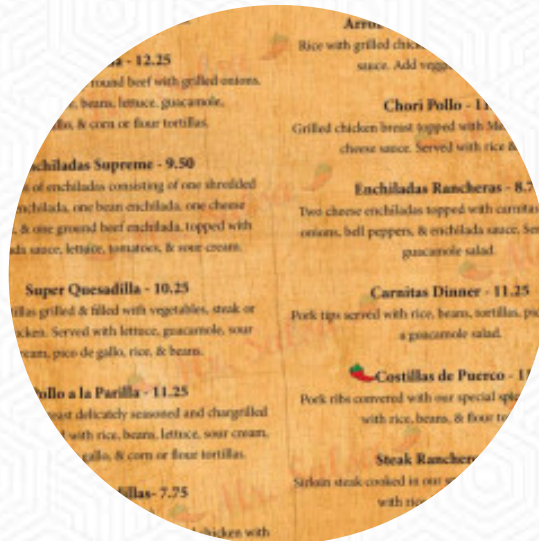 - 12.25
ground beef with grilled onions,
beans, lettuce, guacamole,
& corn or flour tortillas.
Enchiladas Supreme - 9.50
of enchiladas consisting of one shredded
enchilada, one bean enchilada, one cheese
& one ground beef enchilada, topped with
sauce, lettuce, tomatoes, & sour cream.
Super Quesadilla - 10.25
grilled & filled with vegetables, steak or
chicken. Served with lettuce, guacamole, sour
cream, pico de gallo, rice, & beans.
Pollo a la Parilla - 11.25
delicately seasoned and chargrilled
with rice, beans, lettuce, sour cream,
gallo, & corn or flour tortillas.
- 7.75
chicken with
Rice with grilled
sauce. Add
Chori Pollo -
Grilled chicken breast topped with
cheese sauce. Served with rice &
Enchiladas Rancheras -
Two cheese enchiladas topped with carnitas
onions, bell peppers, & enchilada sauce.
guacamole salad.
Carnitas Dinner - 11.25
Pork tips served with rice, beans, tortillas,
a guacamole salad.
Costillas de Puerco -
Pork ribs convered with our special
with rice, beans, & flour
Steak
Sirloin steak cooked in our
with
Mr. Salsa